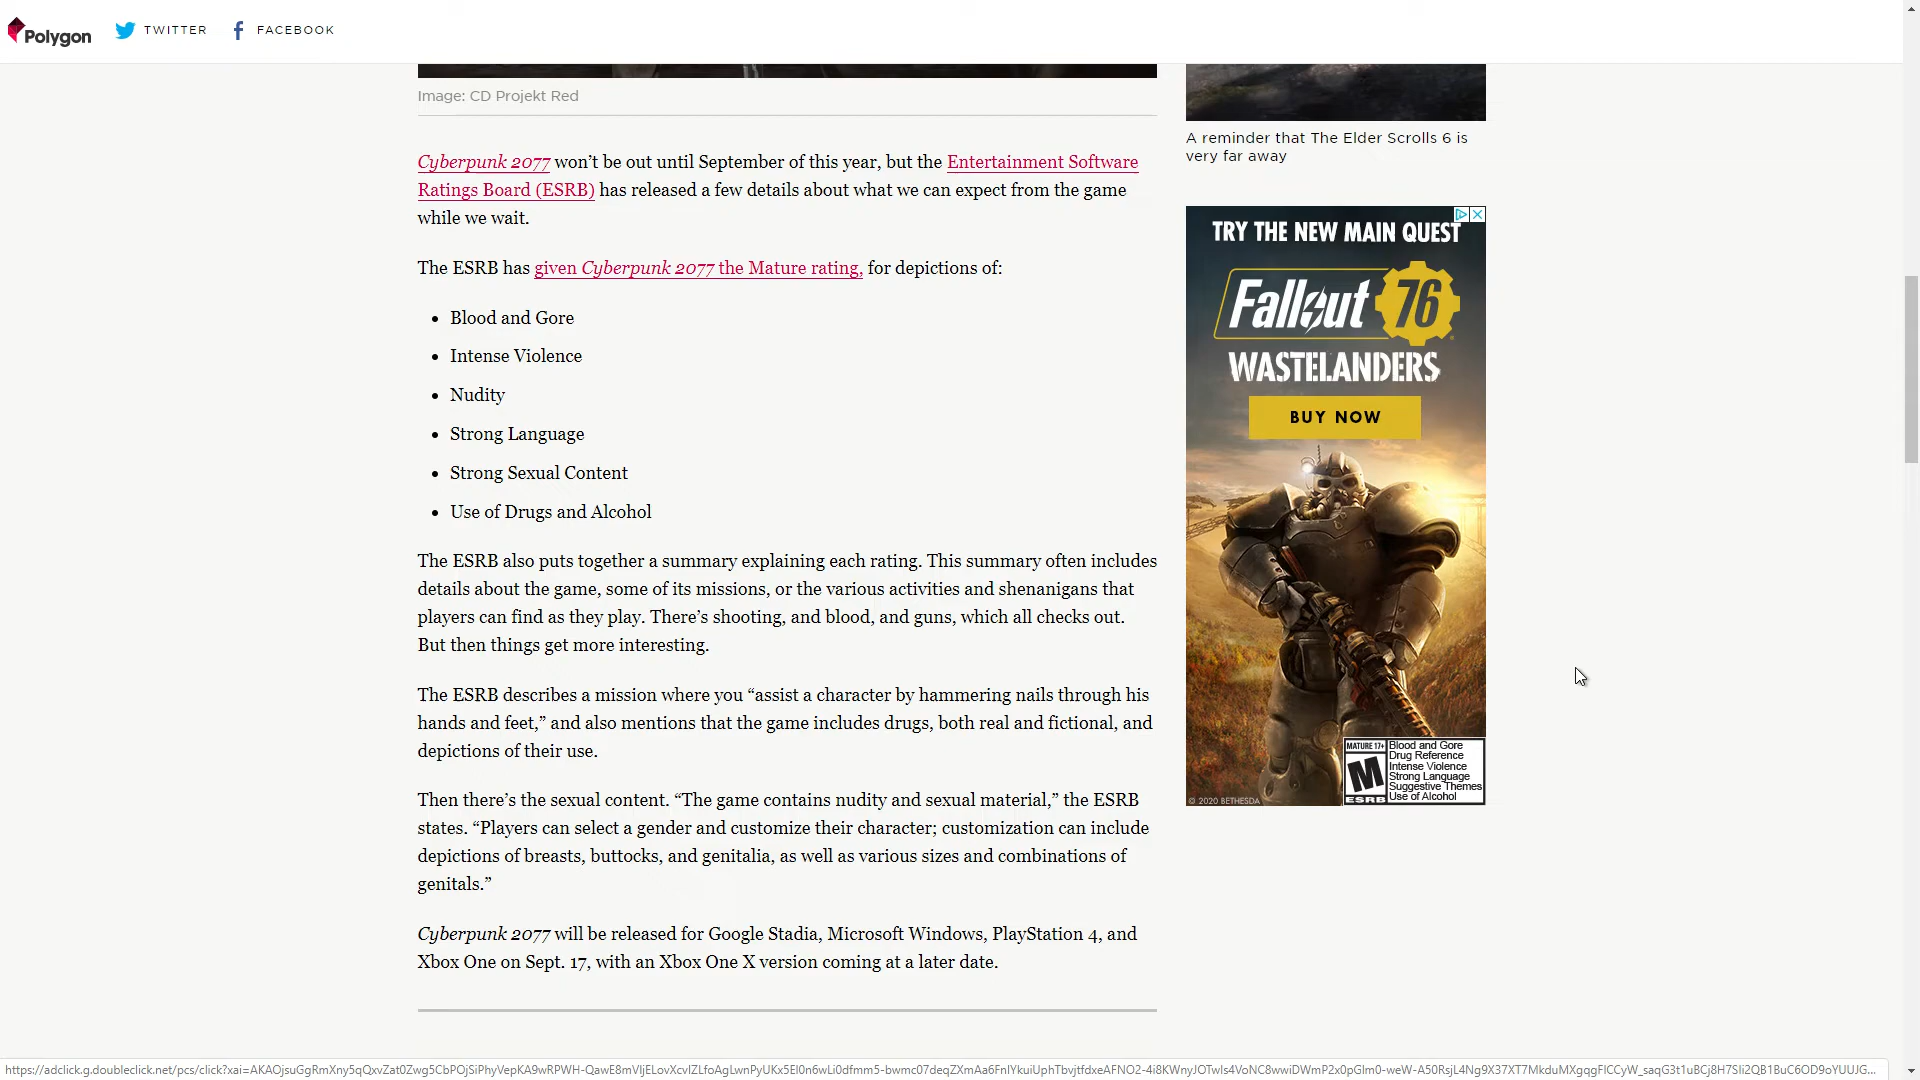 Polygon
TWITTER
FACEBOOK
Image: CD Projekt Red
Cyberpunk 2077 won’t be out until September of this year, but the Entertainment Software
Ratings Board (ESRB) has released a few details about what we can expect from the game
while we wait.
The ESRB has given Cyberpunk 2077 the Mature rating, for depictions of:
• Blood and Gore
• Intense Violence
• Nudity
• Strong Language
• Strong Sexual Content
• Use of Drugs and Alcohol
The ESRB also puts together a summary explaining each rating. This summary often includes
details about the game, some of its missions, or the various activities and shenanigans that
players can find as they play. There’s shooting, and blood, and guns, which all checks out.
But then things get more interesting.
The ESRB describes a mission where you “assist a character by hammering nails through his
hands and feet,” and also mentions that the game includes drugs, both real and fictional, and
depictions of their use.
Then there’s the sexual content. “The game contains nudity and sexual material,” the ESRB
states. “Players can select a gender and customize their character; customization can include
depictions of breasts, buttocks, and genitalia, as well as various sizes and combinations of
genitals.”
Cyberpunk 2077 will be released for Google Stadia, Microsoft Windows, PlayStation 4, and
Xbox One on Sept. 17, with an Xbox One X version coming at a later date.
A reminder that The Elder Scrolls 6 is
very far away
TRY THE NEW MAIN QUEST
Fallout 76
WASTELANDERS
BUY NOW
MATURE 17+
M
ESRB
Blood and Gore
Drug Reference
Intense Violence
Strong Language
Suggestive Themes
Use of Alcohol
© 2020 BETHESDA